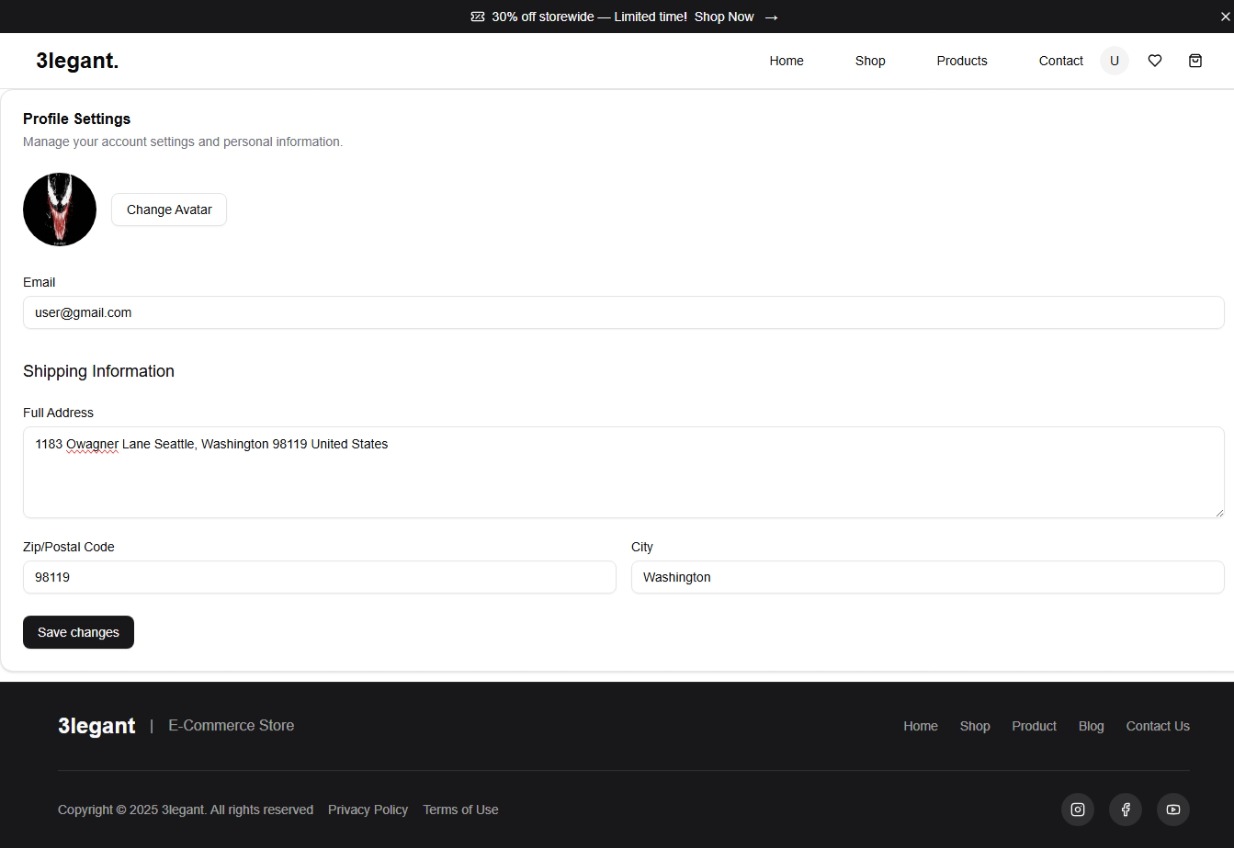 30% off storewide — Limited time! Shop Now →
3legant.
Home Shop Products Contact U
Profile Settings
Manage your account settings and personal information.
Change Avatar
Email
user@gmail.com
Shipping Information
Full Address
1183 Owagner Lane Seattle, Washington 98119 United States
Zip/Postal Code City
98119 Washington
Save changes
3legant | E-Commerce Store Home Shop Product Blog Contact Us
Copyright © 2025 3legant. All rights reserved Privacy Policy Terms of Use